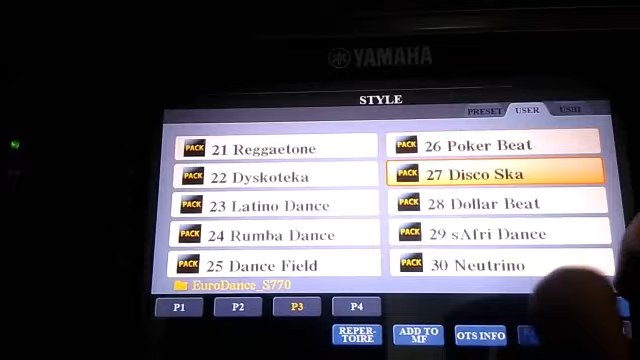 YAMAHA
STYLE
PRESET USER USB1
PACK 21 Reggaetone
PACK 22 Dyskoteka
PACK 23 Latino Dance
PACK 24 Rumba Dance
PACK 25 Dance Field
PACK 26 Poker Beat
PACK 27 Disco Ska
PACK 28 Dollar Beat
PACK 29 sAfri Dance
PACK 30 Neutrino
EuroDance_S770
P1 P2 P3 P4
REPER-
TOIRE
ADD TO
MF
OTS INFO